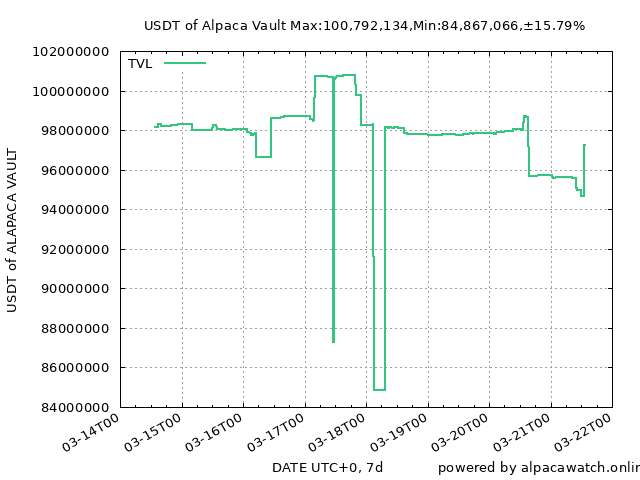 USDT of Alpaca Vault Max:100,792,134,Min:84,867,066,±15.79%
TVL
102000000
100000000
98000000
96000000
94000000
92000000
90000000
88000000
86000000
84000000
USDT of ALAPACA VAULT
03-14T00
03-15T00
03-16T00
03-17T00
03-18T00
03-19T00
03-20T00
03-21T00
03-22T00
DATE UTC+0, 7d
powered by alpacawatch.onlin